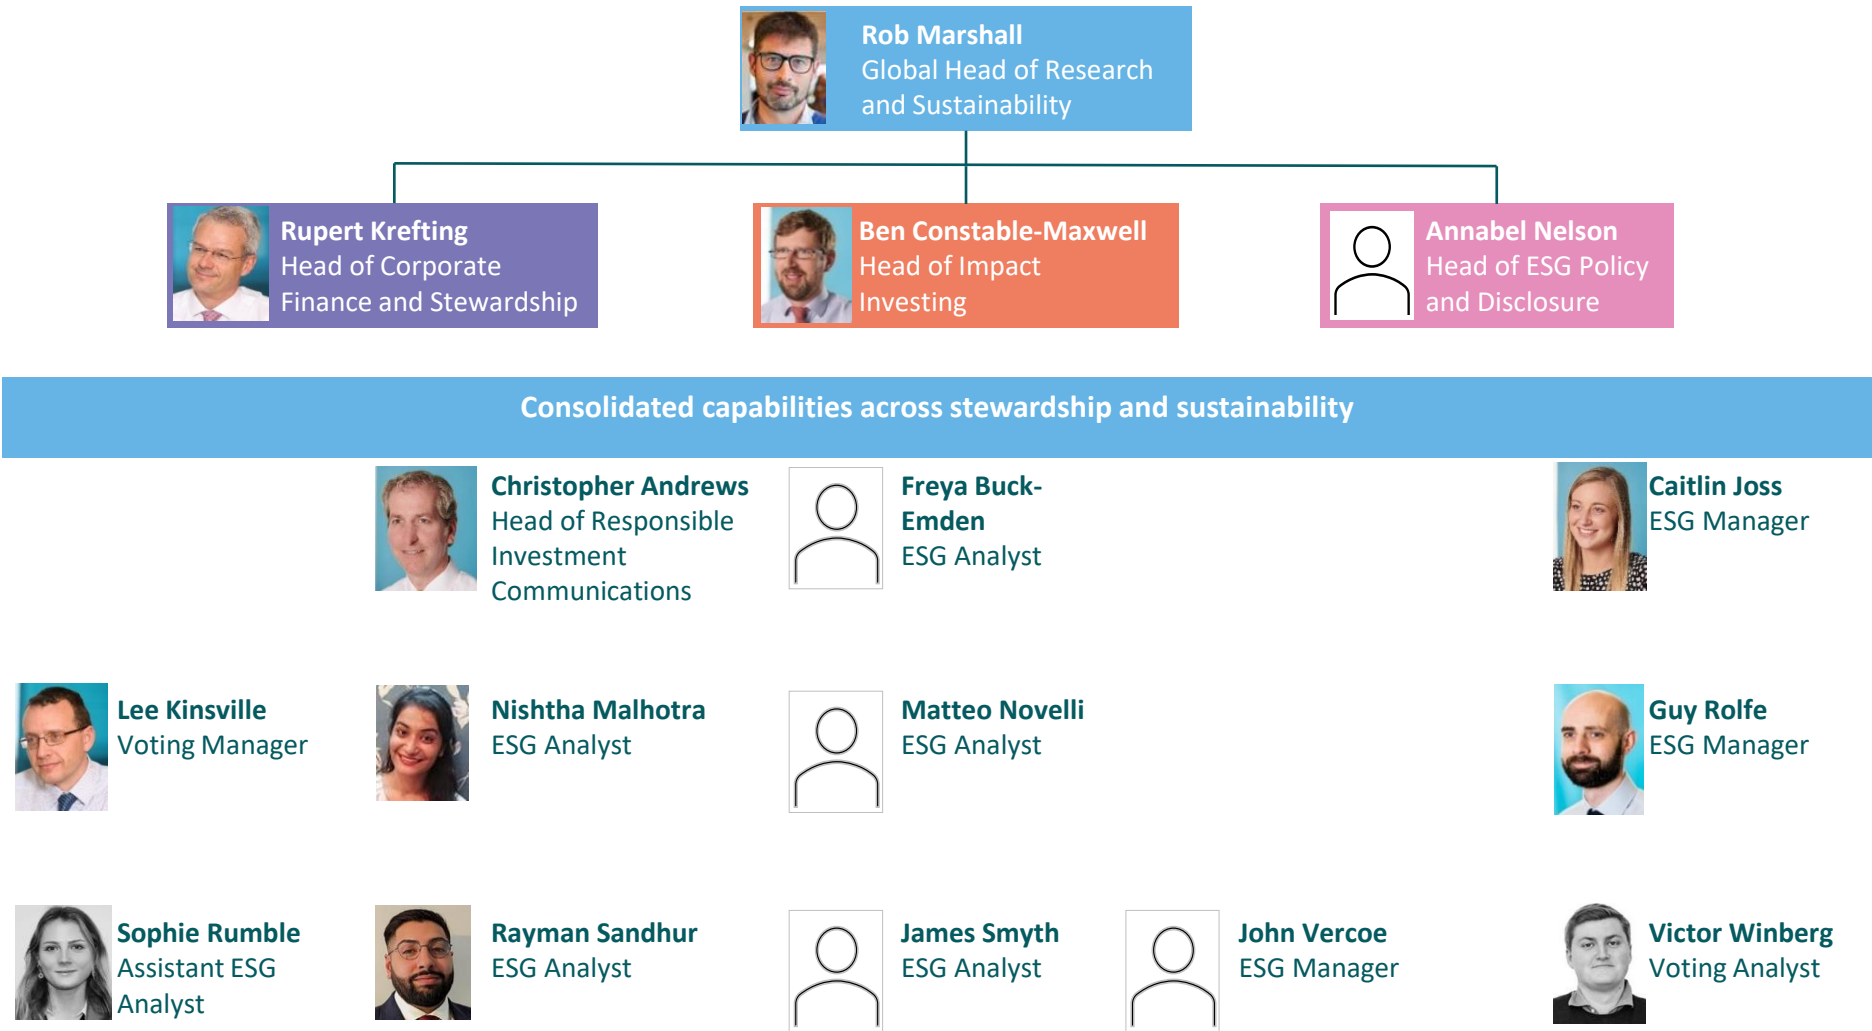 Rob Marshall
Global Head of Research
and Sustainability
Rupert Krefting
Head of Corporate
Finance and Stewardship
Ben Constable-Maxwell
Head of Impact
Investing
Annabel Nelson
Head of ESG Policy
and Disclosure
Consolidated capabilities across stewardship and sustainability
Christopher Andrews
Head of Responsible
Investment
Communications
Freya Buck-
Emden
ESG Analyst
Caitlin Joss
ESG Manager
Lee Kinsville
Voting Manager
Nishtha Malhotra
ESG Analyst
Matteo Novelli
ESG Analyst
Guy Rolfe
ESG Manager
Sophie Rumble
Assistant ESG
Analyst
Rayman Sandhur
ESG Analyst
James Smyth
ESG Analyst
John Vercoe
ESG Manager
Victor Winberg
Voting Analyst